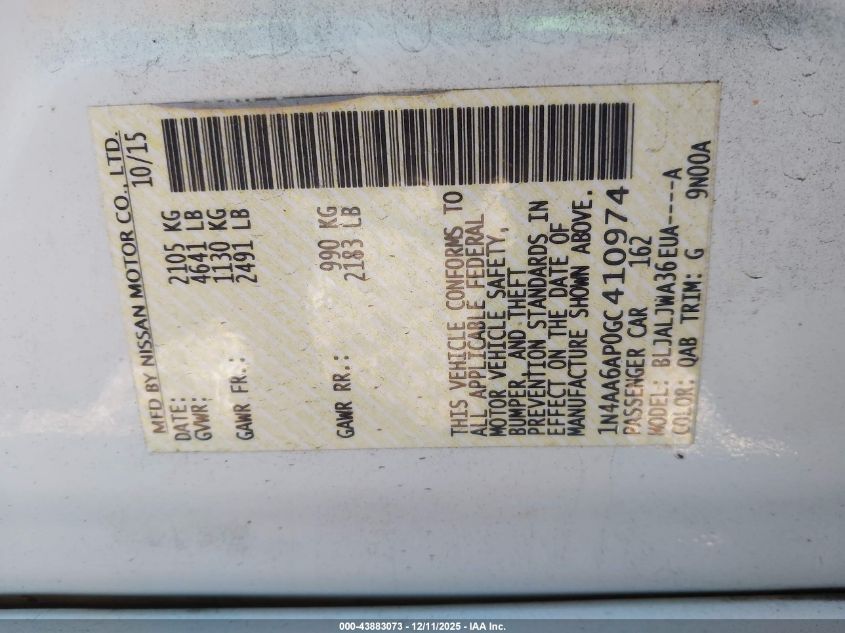 MFD BY NISSAN MOTOR CO., LTD.
DATE: 10/15
GVWR: 2105 KG
4641 LB
GAWR FR.: 1130 KG
2491 LB
GAWR RR.: 990 KG
2183 LB
THIS VEHICLE CONFORMS TO
ALL APPLICABLE FEDERAL
MOTOR VEHICLE SAFETY,
BUMPER, AND THEFT
PREVENTION STANDARDS IN
EFFECT ON THE DATE OF
MANUFACTURE SHOWN ABOVE.
1N4AA6AP0GC410974
PASSENGER CAR 162
MODEL: BLJALJWA36EUA----A
COLOR: QAB TRIM: G 9N00A
000-43883073 - 12/11/2025 - IAA Inc.